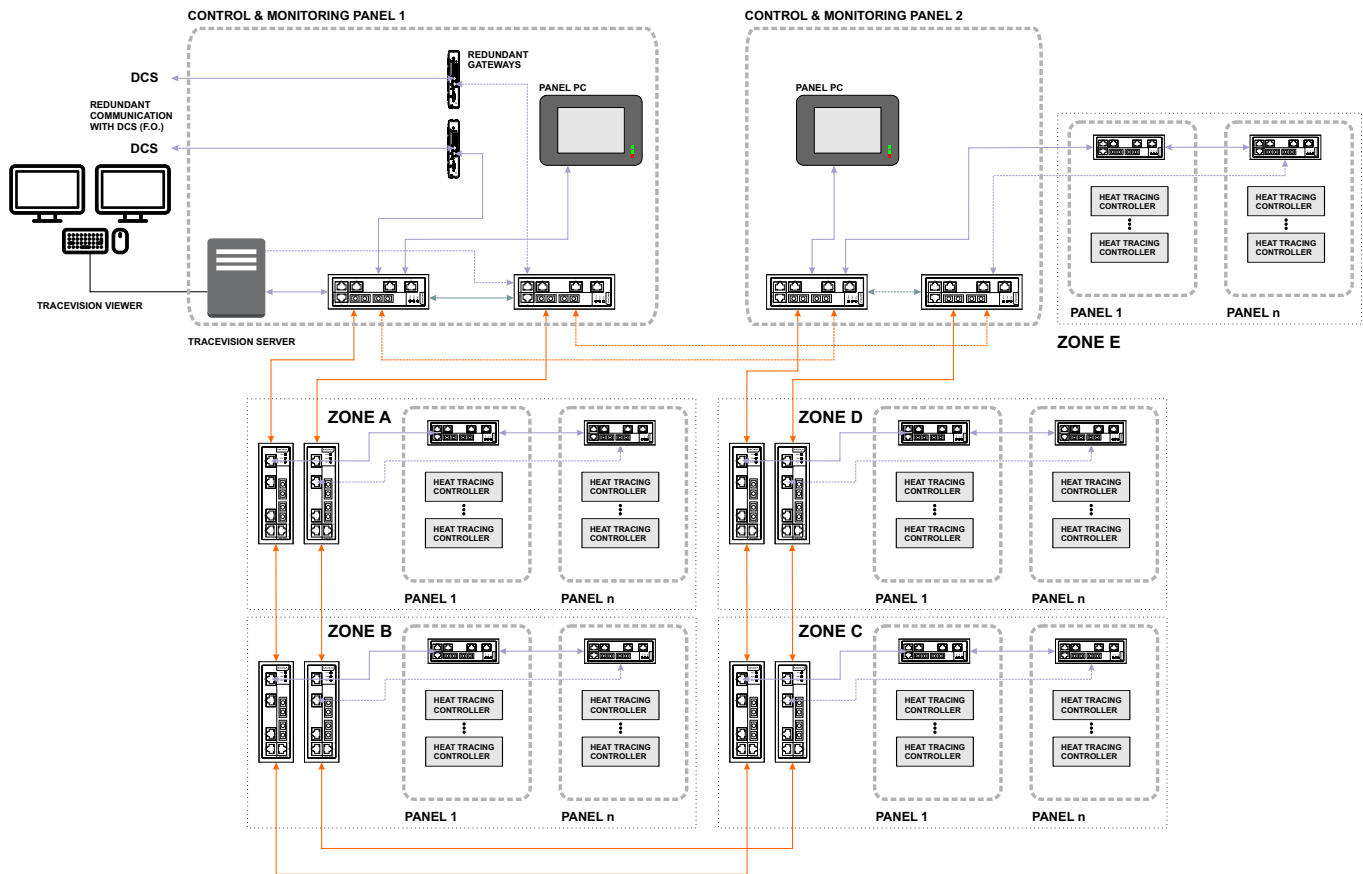 CONTROL & MONITORING PANEL 1
CONTROL & MONITORING PANEL 2
REDUNDANT
GATEWAYS
DCS
PANEL PC
PANEL PC
REDUNDANT
COMMUNICATION
WITH DCS (F.O.)
DCS
HEAT TRACING
CONTROLLER
HEAT TRACING
CONTROLLER
HEAT TRACING
CONTROLLER
HEAT TRACING
CONTROLLER
PANEL 1
PANEL n
ZONE E
TRACEVISION VIEWER
TRACEVISION SERVER
ZONE A
HEAT TRACING
CONTROLLER
HEAT TRACING
CONTROLLER
HEAT TRACING
CONTROLLER
HEAT TRACING
CONTROLLER
PANEL 1
PANEL n
ZONE D
HEAT TRACING
CONTROLLER
HEAT TRACING
CONTROLLER
HEAT TRACING
CONTROLLER
HEAT TRACING
CONTROLLER
PANEL 1
PANEL n
ZONE B
HEAT TRACING
CONTROLLER
HEAT TRACING
CONTROLLER
HEAT TRACING
CONTROLLER
HEAT TRACING
CONTROLLER
PANEL 1
PANEL n
ZONE C
HEAT TRACING
CONTROLLER
HEAT TRACING
CONTROLLER
HEAT TRACING
CONTROLLER
HEAT TRACING
CONTROLLER
PANEL 1
PANEL n